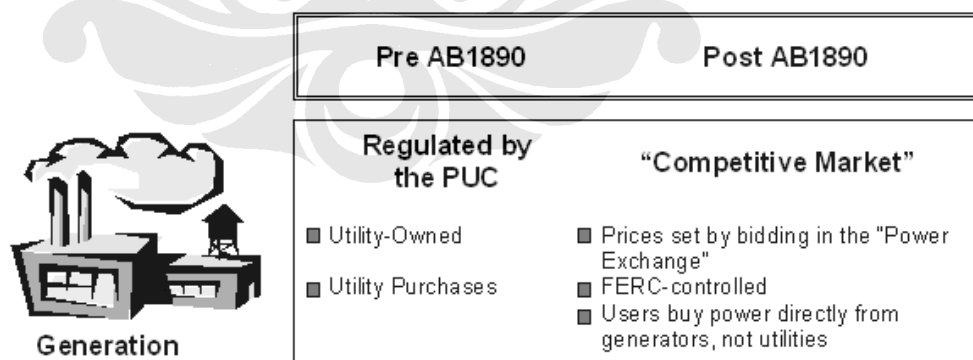 Pre AB1890
Post AB1890
Regulated by
the PUC
"Competitive Market"
Utility-Owned
Utility Purchases
Prices set by bidding in the "Power
Exchange"
FERC-controlled
Users buy power directly from
generators, not utilities
Generation